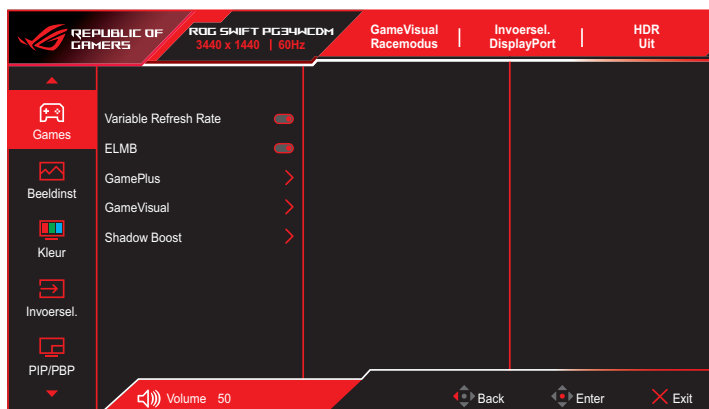 REPUBLIC OF
GAMERS
ROG SWIFT PG34WCDM
3440 x 1440 | 60Hz
GameVisual
Racemodus
Invoersel.
DisplayPort
HDR
Uit
Games
Beeldinst
Kleur
Invoersel.
PIP/PBP
Variable Refresh Rate
ELMB
GamePlus
GameVisual
Shadow Boost
Volume 50
Back
Enter
Exit